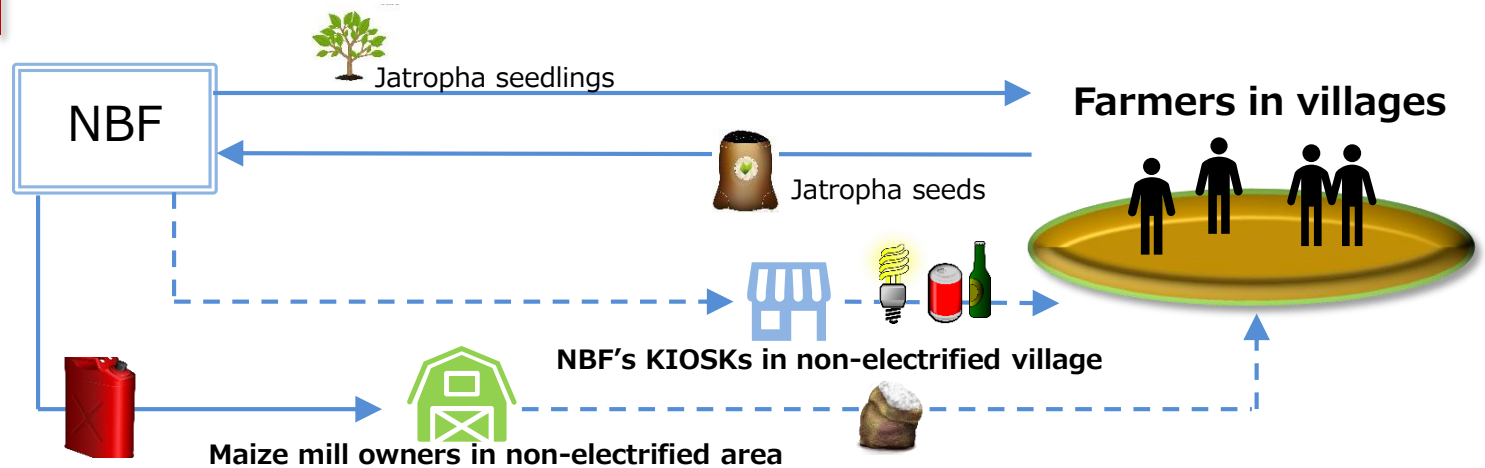 Jatropha seedlings
NBF
Farmers in villages
Jatropha seeds
NBF’s KIOSKs in non-electrified village
Maize mill owners in non-electrified area